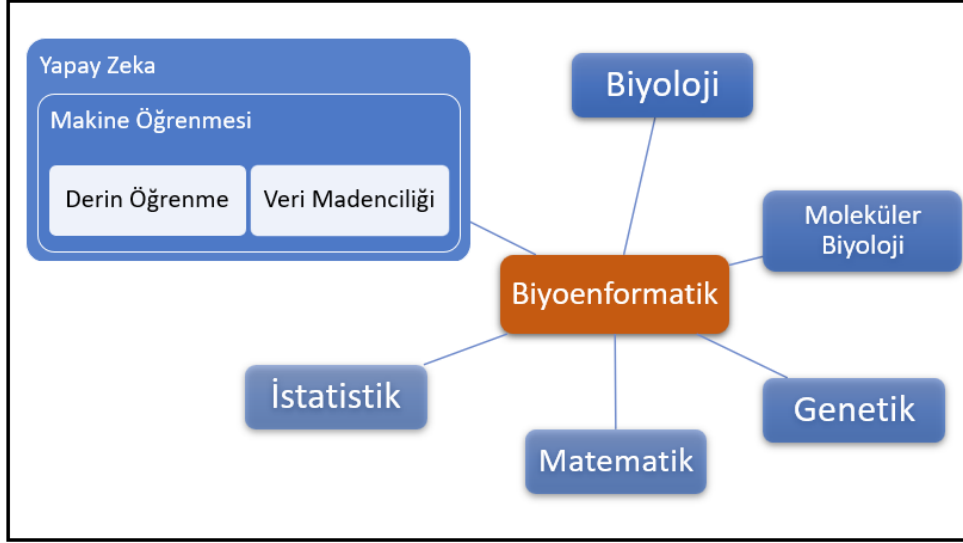 Yapay Zeka
Makine Öğrenmesi
Derin Öğrenme
Veri Madenciliği
Biyoloji
Moleküler
Biyoloji
Biyoenformatik
İstatistik
Matematik
Genetik